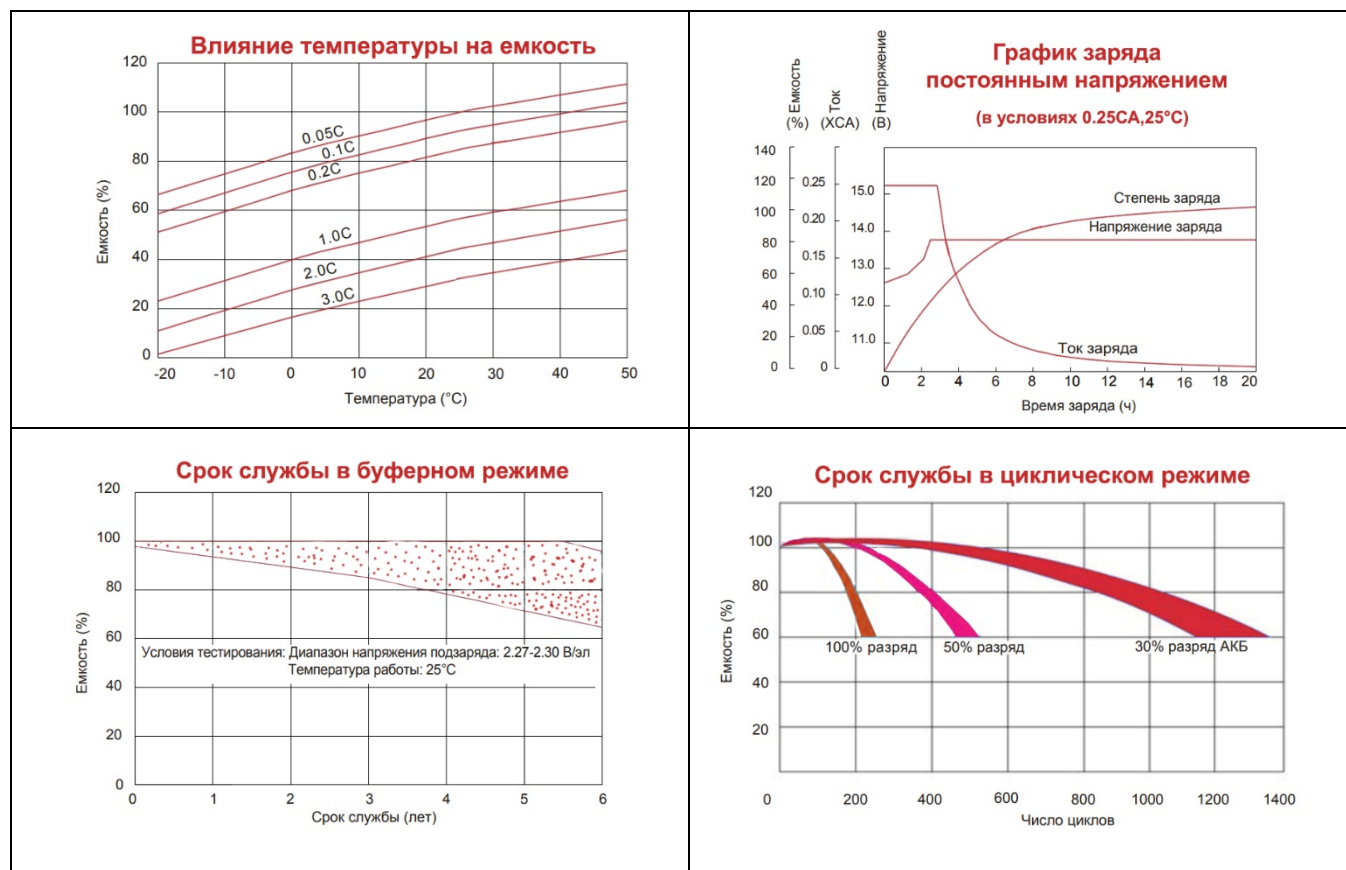 Влияние температуры на емкость
120
100
80
60
40
20
0
Емкость (%)
0.05C
0.1C
0.2C
1.0C
2.0C
3.0C
-20 -10 0 10 20 30 40 50
Температура (°C)
График заряда
постоянным напряжением
(в условиях 0.25CA,25°C)
Емкость
(%)
Ток
(XCA)
Напряжение
(В)
140
120
100
80
60
40
20
0
0.25
0.20
0.15
0.10
0.05
0
15.0
14.0
13.0
12.0
11.0
Степень заряда
Напряжение заряда
Ток заряда
0 2 4 6 8 10 12 14 16 18 20
Время заряда (ч)
Срок службы в буферном режиме
120
100
80
60
40
20
0
Емкость (%)
Условия тестирования: Диапазон напряжения подзаряда: 2.27-2.30 В/эл
Температура работы: 25°C
0 1 2 3 4 5 6
Срок службы (лет)
Срок службы в циклическом режиме
120
100
80
60
40
20
0
Емкость (%)
100% разряд
50% разряд
30% разряд АКБ
200 400 600 800 1000 1200 1400
Число циклов